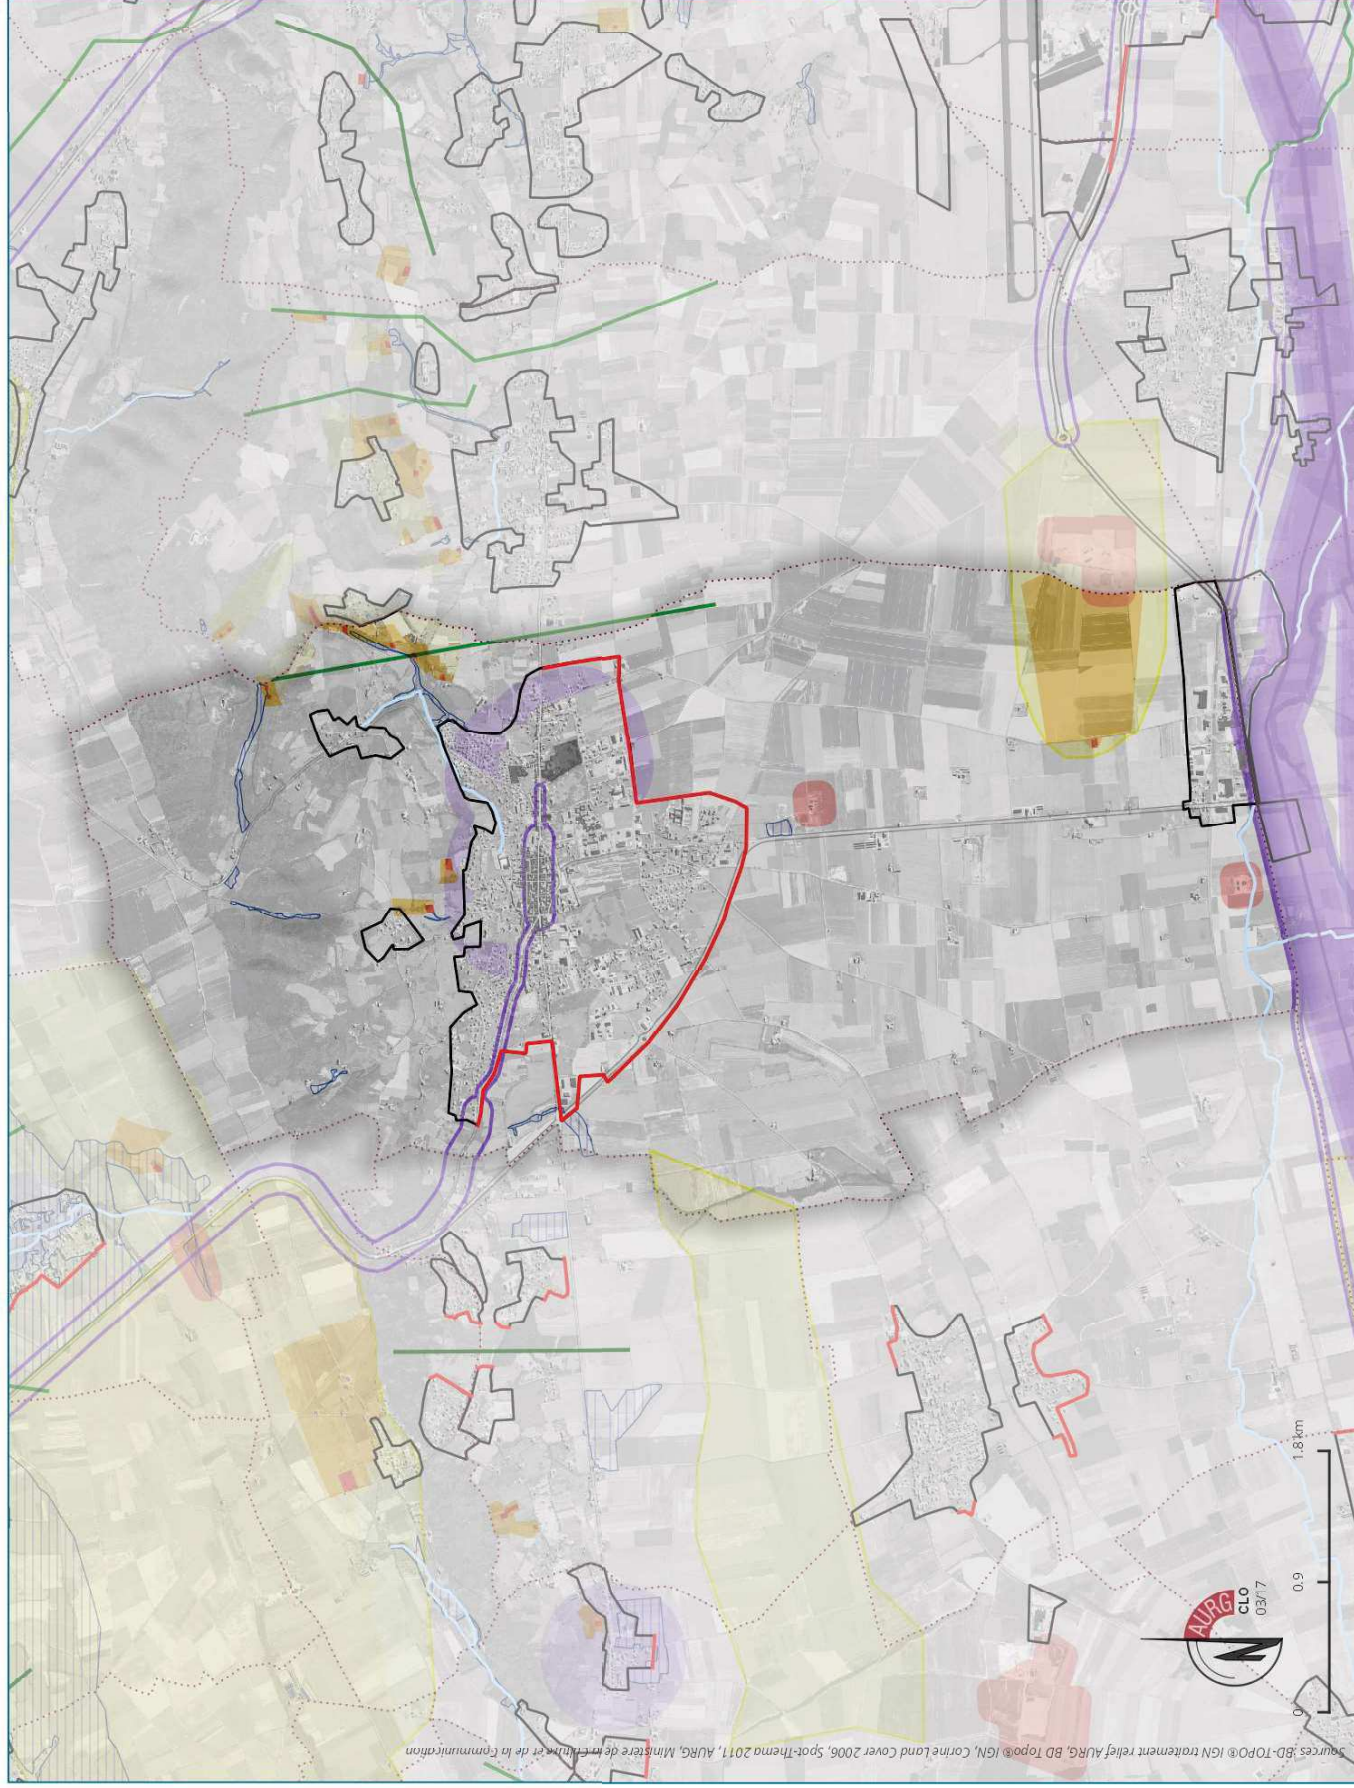 Sources : BD-TOPO® IGN traitement relief AURG, BD Topo® IGN, Corine Land Cover 2006, Spot-Thema 2011, AURG, Ministère de la Culture et de la Communication
AURG
CLO
03/17
0
0.9
1.8 km